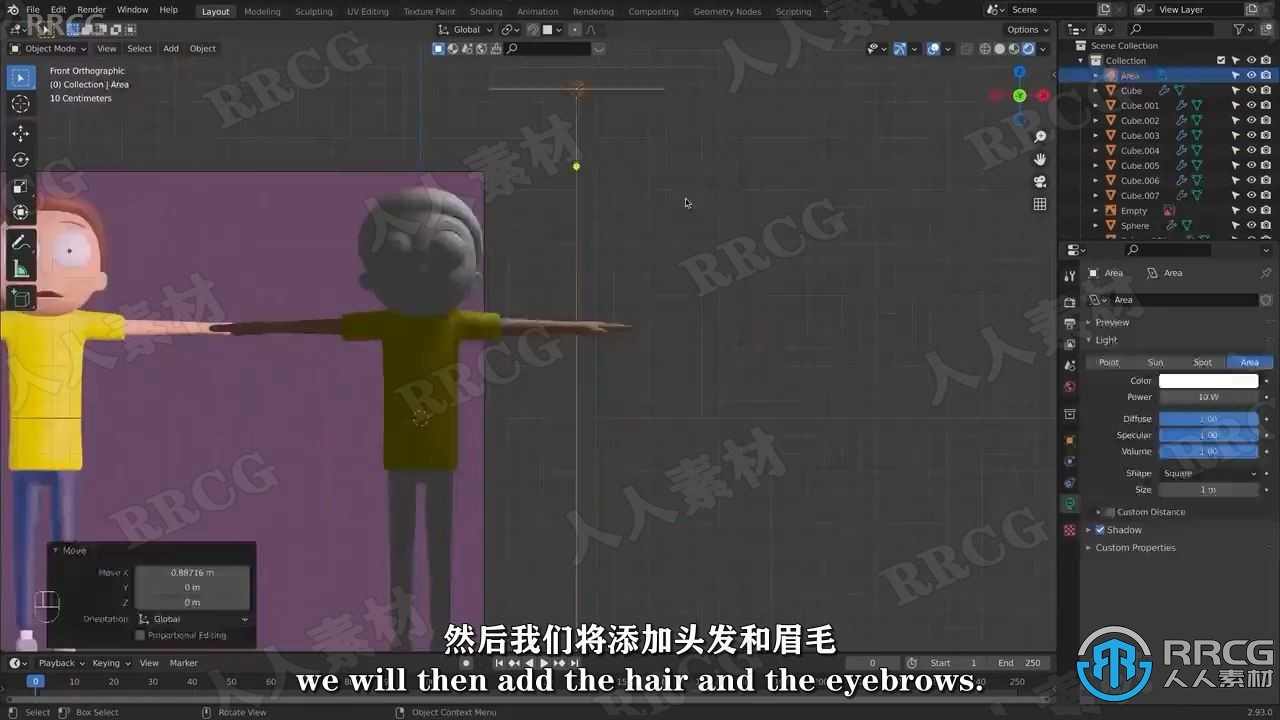 File Edit Render Window Help Layout Modeling Sculpting UV Editing Texture Paint Shading Animation Rendering Compositing Geometry Nodes Scripting + Scene View Layer
Global Options
Object Mode View Select Add Object
Front Orthographic
(0) Collection | Area
10 Centimeters
Scene Collection
Collection
Area
Cube
Cube.001
Cube.002
Cube.003
Cube.004
Cube.005
Cube.006
Cube.007
Empty
Sphere
Area Area
Area
Preview
Light
Point Sun Spot Area
Color
Power 10 W
Diffuse 1.00
Specular 1.00
Volume 1.00
Shape Square
Size 1 m
Custom Distance
Shadow
Custom Properties
Move
Move X 0.88716 m
Y 0 m
Z 0 m
Orientation Global
Proportional Editing
然后我们将添加头发和眉毛
we will then add the hair and the eyebrows.
Playback Keying View Marker 0 Start 1 End 250
0 10 20 30 40 50 60 70 80 90 250
Select Box Select Rotate View Object Context Menu 2.93.0
RRCG
人人素材